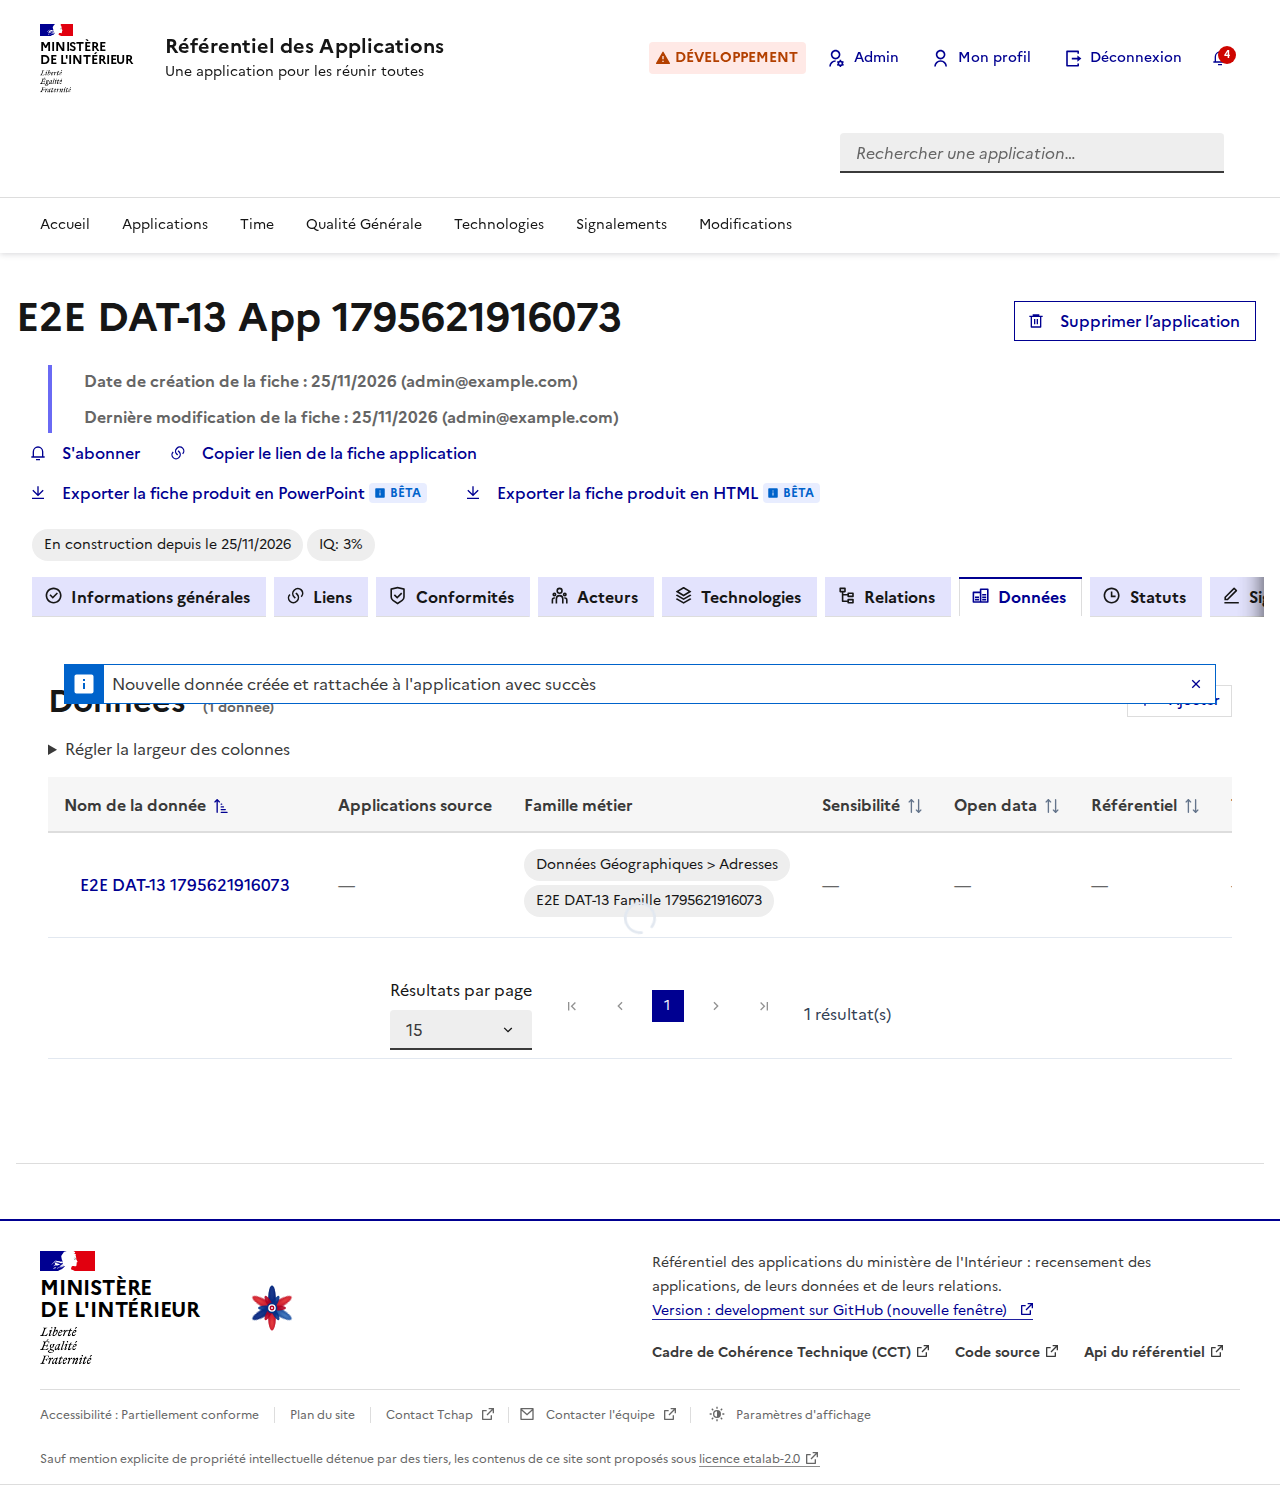 MINISTÈRE
DE L'INTÉRIEUR
Liberté
Égalité
Fraternité
Référentiel des Applications
Une application pour les réunir toutes
DÉVELOPPEMENT
Admin
Mon profil
Déconnexion
4
Rechercher une application…
Accueil
Applications
Time
Qualité Générale
Technologies
Signalements
Modifications
E2E DAT-13 App 1795621916073
Supprimer l’application
Date de création de la fiche : 25/11/2026 (admin@example.com)
Dernière modification de la fiche : 25/11/2026 (admin@example.com)
S'abonner
Copier le lien de la fiche application
Exporter la fiche produit en PowerPoint BÊTA
Exporter la fiche produit en HTML BÊTA
En construction depuis le 25/11/2026
IQ: 3%
Informations générales
Liens
Conformités
Acteurs
Technologies
Relations
Données
Statuts
Nouvelle donnée créée et rattachée à l'application avec succès
Données (1 donnée)
Ajouter
Régler la largeur des colonnes
Nom de la donnée
Applications source
Famille métier
Sensibilité
Open data
Référentiel
E2E DAT-13 1795621916073
—
Données Géographiques > Adresses
E2E DAT-13 Famille 1795621916073
—
—
—
Résultats par page
15
1
1 résultat(s)
MINISTÈRE
DE L'INTÉRIEUR
Liberté
Égalité
Fraternité
Référentiel des applications du ministère de l'Intérieur : recensement des
applications, de leurs données et de leurs relations.
Version : development sur GitHub (nouvelle fenêtre)
Cadre de Cohérence Technique (CCT)
Code source
Api du référentiel
Accessibilité : Partiellement conforme
Plan du site
Contact Tchap
Contacter l'équipe
Paramètres d'affichage
Sauf mention explicite de propriété intellectuelle détenue par des tiers, les contenus de ce site sont proposés sous licence etalab-2.0